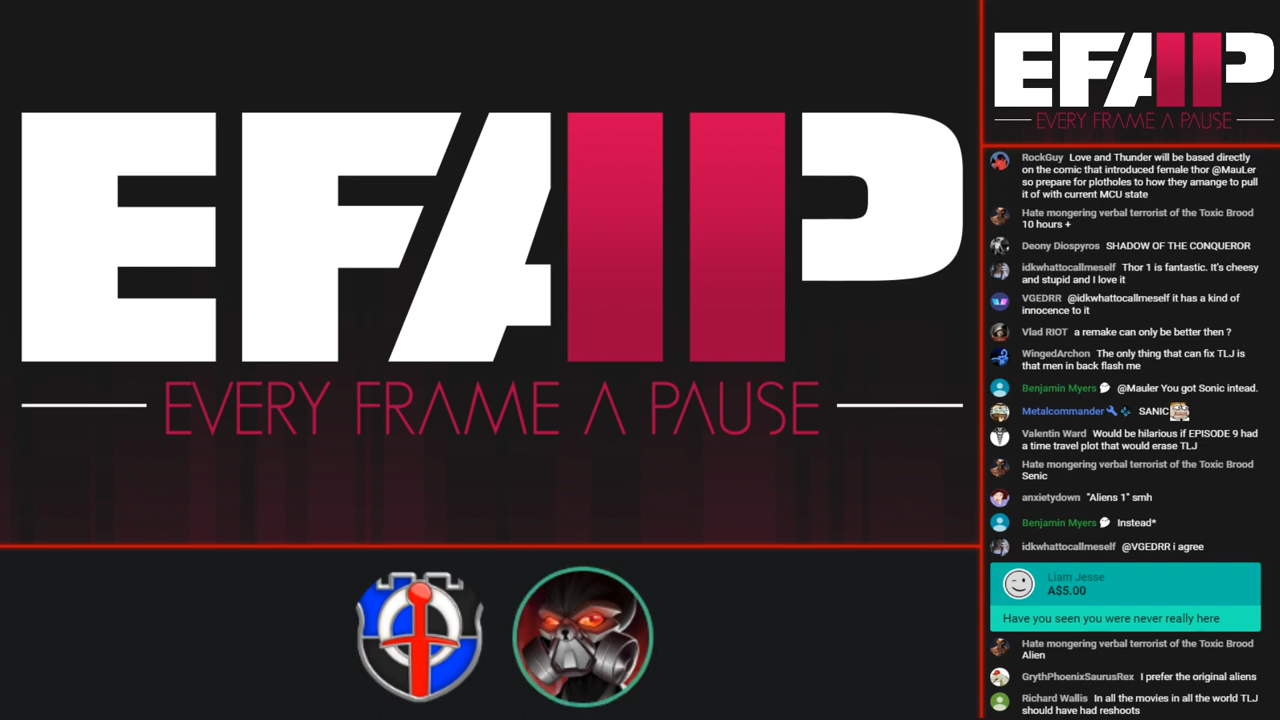 EFAP
EVERY FRAME A PAUSE
EFAP
EVERY FRAME A PAUSE
RockGuy Love and Thunder will be based directly
on the comic that introduced female thor @MauLer
so prepare for plotholes to how they amange to pull
it of with current MCU state
Hate mongering verbal terrorist of the Toxic Brood
10 hours +
Deony Diospyros SHADOW OF THE CONQUEROR
idkwhattocallmeself Thor 1 is fantastic. It's cheesy
and stupid and I love it
VGEDRR @idkwhattocallmeself it has a kind of
innocence to it
Vlad RIOT a remake can only be better then ?
WingedArchon The only thing that can fix TLJ is
that men in back flash me
Benjamin Myers @Mauler You got Sonic intead.
Metalcommander SANIC
Valentin Ward Would be hilarious if EPISODE 9 had
a time travel plot that would erase TLJ
Hate mongering verbal terrorist of the Toxic Brood
Senic
anxietydown "Aliens 1" smh
Benjamin Myers Instead*
idkwhattocallmeself @VGEDRR i agree
Liam Jesse
A$5.00
Have you seen you were never really here
Hate mongering verbal terrorist of the Toxic Brood
Alien
GrythPhoenixSaurusRex I prefer the original aliens
Richard Wallis In all the movies in all the world TLJ
should have had reshoots